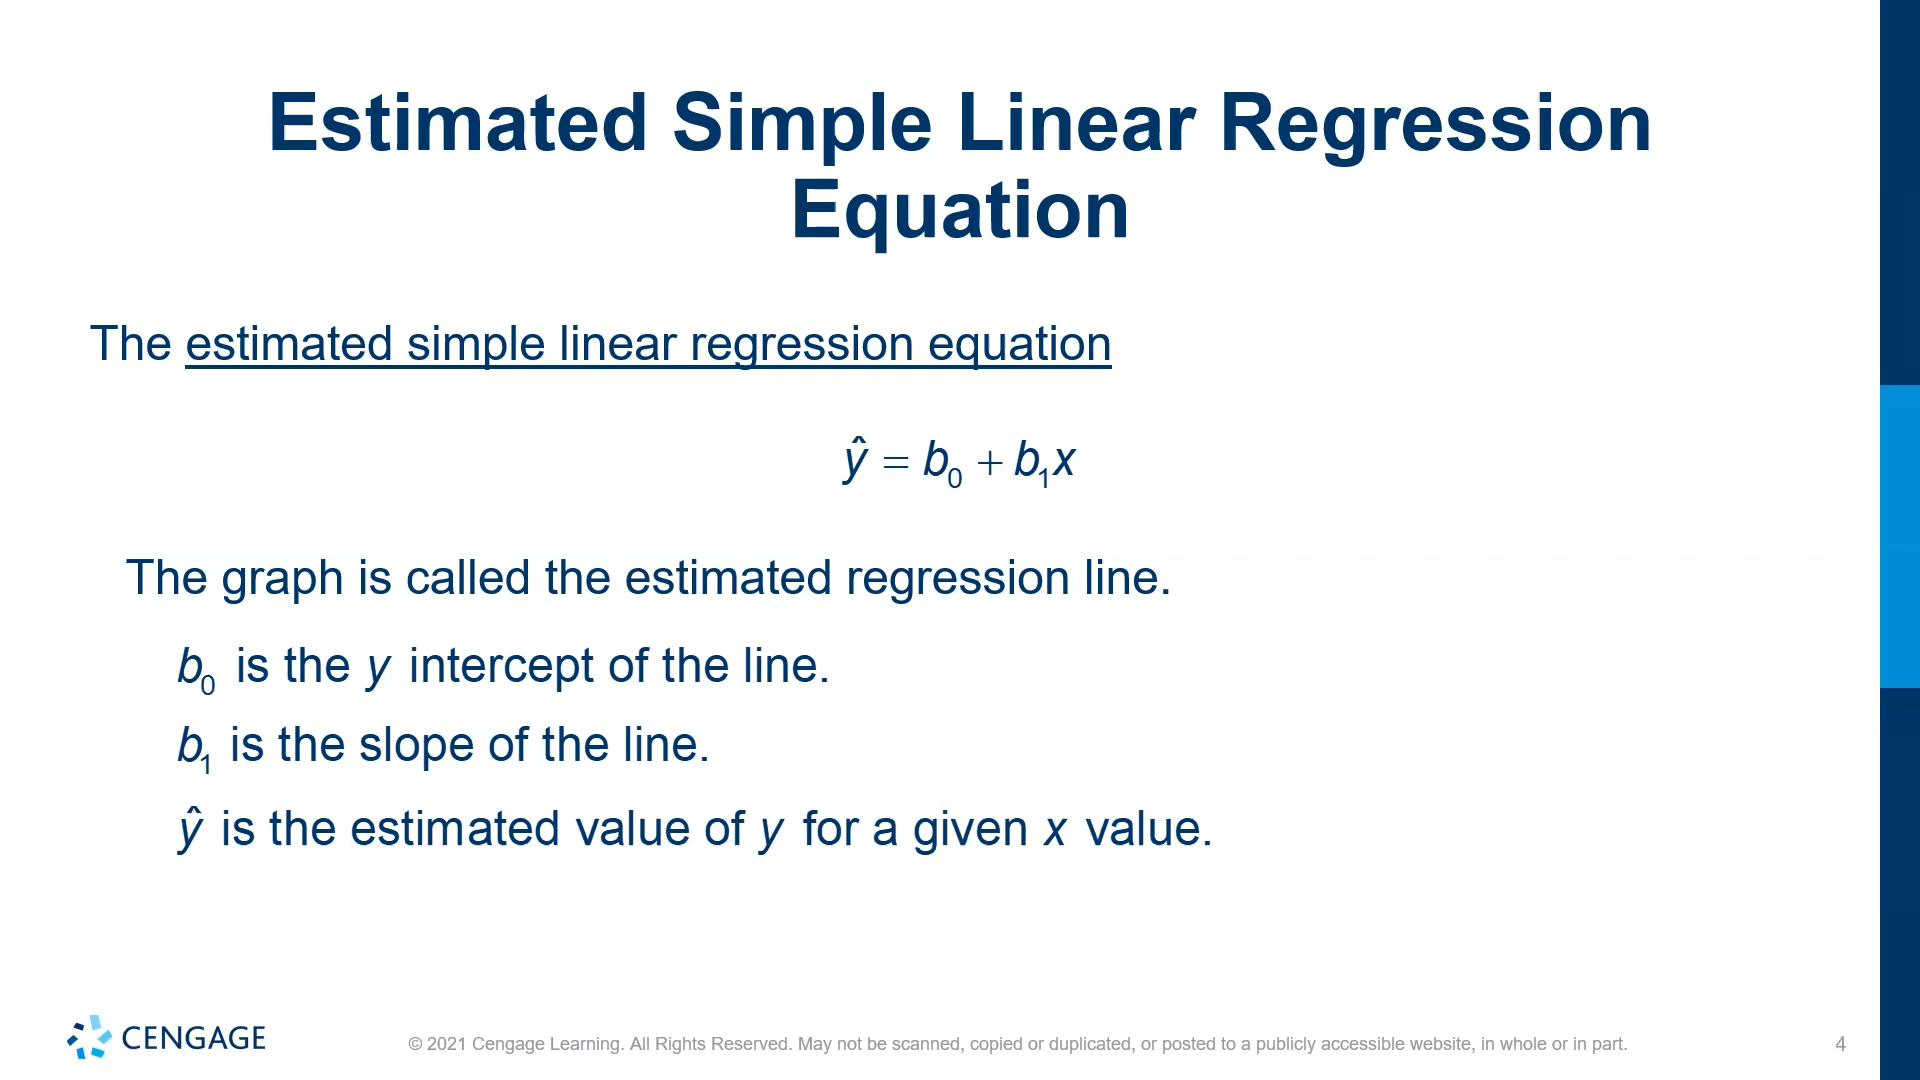 Estimated Simple Linear Regression
Equation
The estimated simple linear regression equation
ŷ = b₀ + b₁x
The graph is called the estimated regression line.
b₀ is the y intercept of the line.
b₁ is the slope of the line.
ŷ is the estimated value of y for a given x value.
CENGAGE
© 2021 Cengage Learning. All Rights Reserved. May not be scanned, copied or duplicated, or posted to a publicly accessible website, in whole or in part.
4